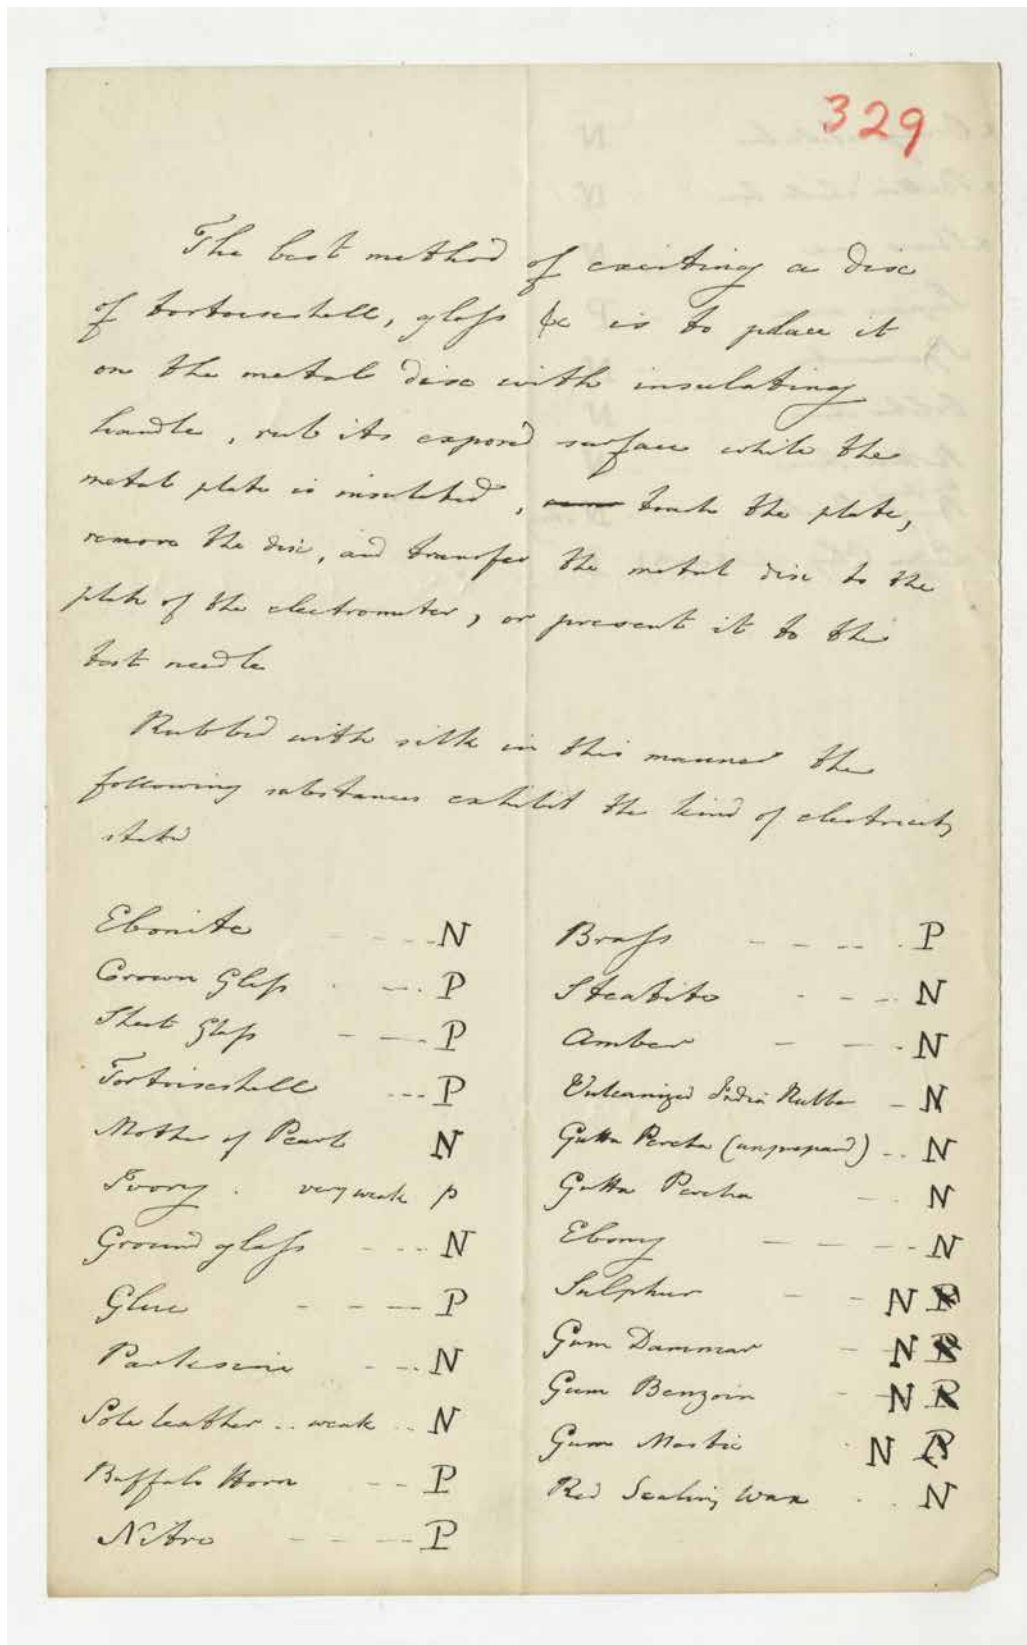 329
The best method of exciting a disc
of tortoiseshell, glass &c is to place it
on the metal disc with insulating
handle, rub its exposed surface while the
metal plate is insulated, touch the plate,
remove the disc, and transfer the metal disc to the
plate of the electrometer, or present it to the
test needle
Rubbed with silk in this manner the
following substances exhibit the kind of electricity
stated
Ebonite - - - - N
Crown Glass . - - . P
Sheet Glass - - - P
Tortoiseshell - - - P
Mother of Pearl N
Ivory . very weak P
Ground glass - - - N
Glue - - - - P
Parkesine - - . N
Sole leather .. weak .. N
Buffalo Horn - - P
Nitre - - - - P
Brass - - - - . P
Steatite - - - . N
Amber - - - . N
Vulcanized India Rubber - N
Gutta Percha (unprepared) - . . N
Gutta Percha - . N
Ebony - - - - - N
Sulphur - - N P
Gum Dammar - N P
Gum Benzoin - N P
Gum Mastic . N P
Red Sealing Wax . . N